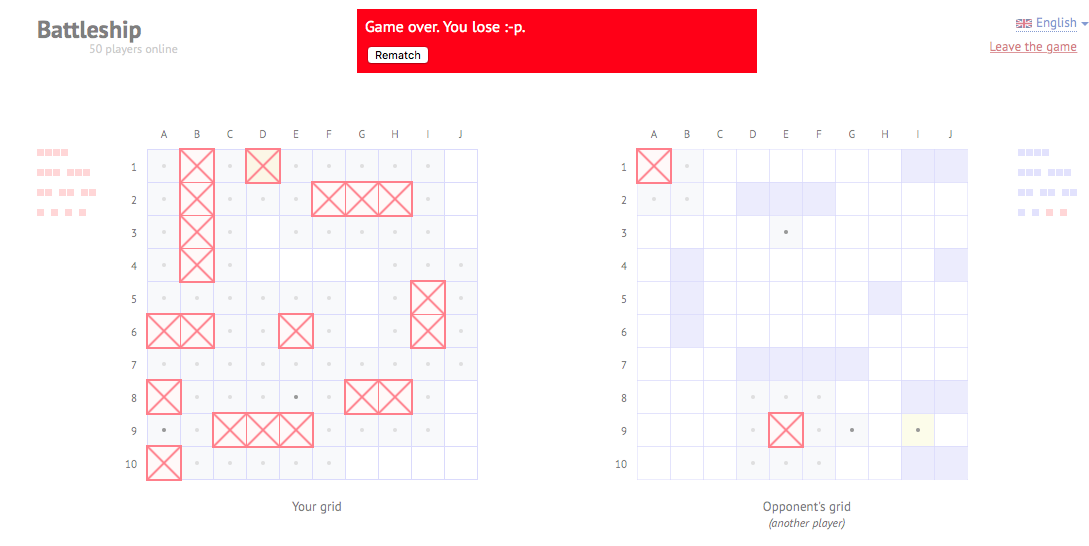 Battleship
50 players online
Game over. You lose :-p.
Rematch
English
Leave the game
A B C D E F G H I J
1
2
3
4
5
6
7
8
9
10
Your grid
A B C D E F G H I J
1
2
3
4
5
6
7
8
9
10
Opponent's grid
(another player)